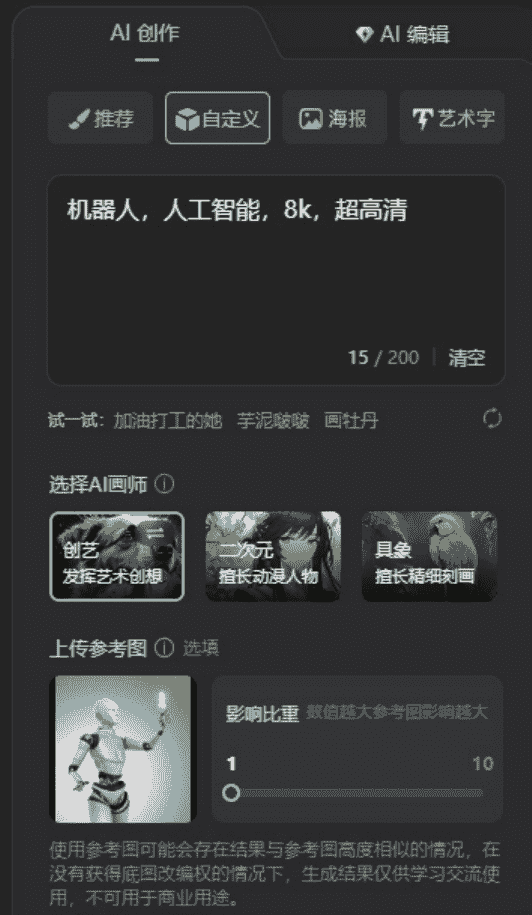 AI 创作
AI 编辑
推荐
自定义
海报
艺术字
机器人，人工智能，8k，超高清
15 / 200 | 清空
试一试： 加油打工的她 芋泥啵啵 画牡丹
选择AI画师
创艺
发挥艺术创想
二次元
擅长动漫人物
具象
擅长精细刻画
上传参考图 选填
影响比重 数值越大参考图影响越大
1
10
使用参考图可能会存在结果与参考图高度相似的情况，在
没有获得底图改编权的情况下，生成结果仅供学习交流使
用，不可用于商业用途。